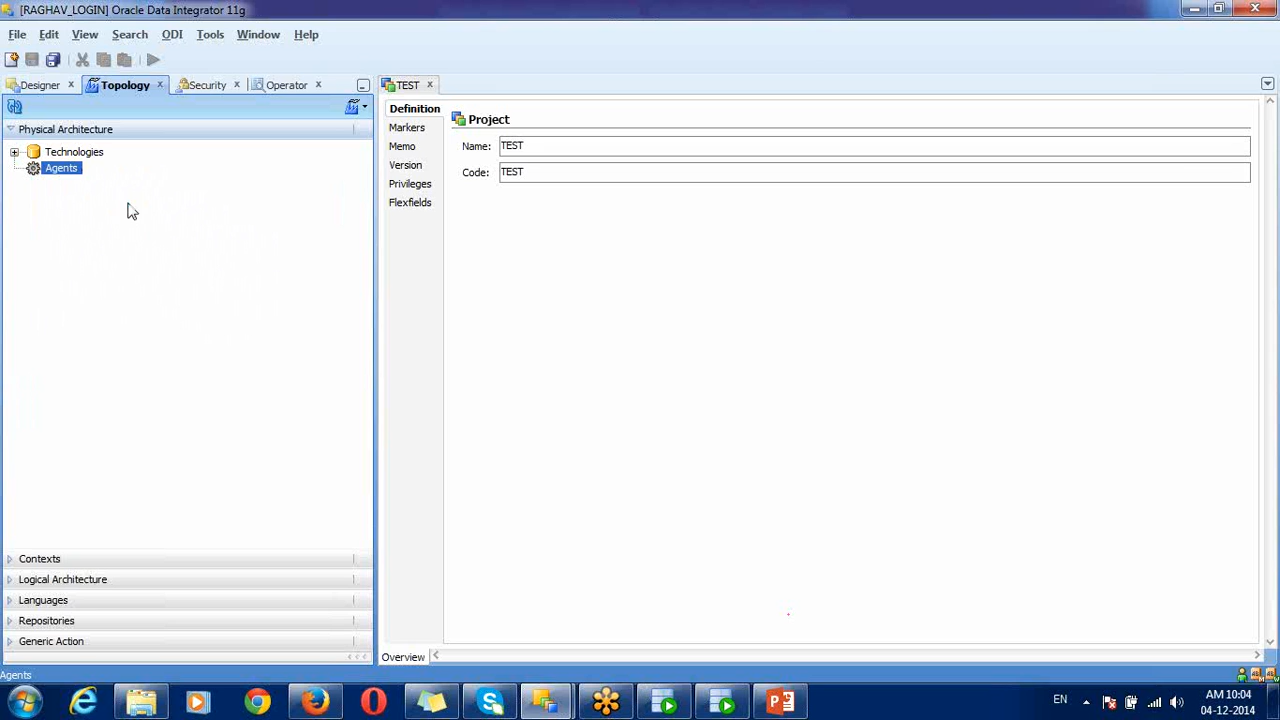 [RAGHAV_LOGIN] Oracle Data Integrator 11g
File Edit View Search ODI Tools Window Help
Designer Topology Security Operator TEST
Physical Architecture
Technologies
Agents
Contexts
Logical Architecture
Languages
Repositories
Generic Action
Definition
Markers
Memo
Version
Privileges
Flexfields
Project
Name: TEST
Code: TEST
Overview
Agents
EN
AM 10:04
04-12-2014